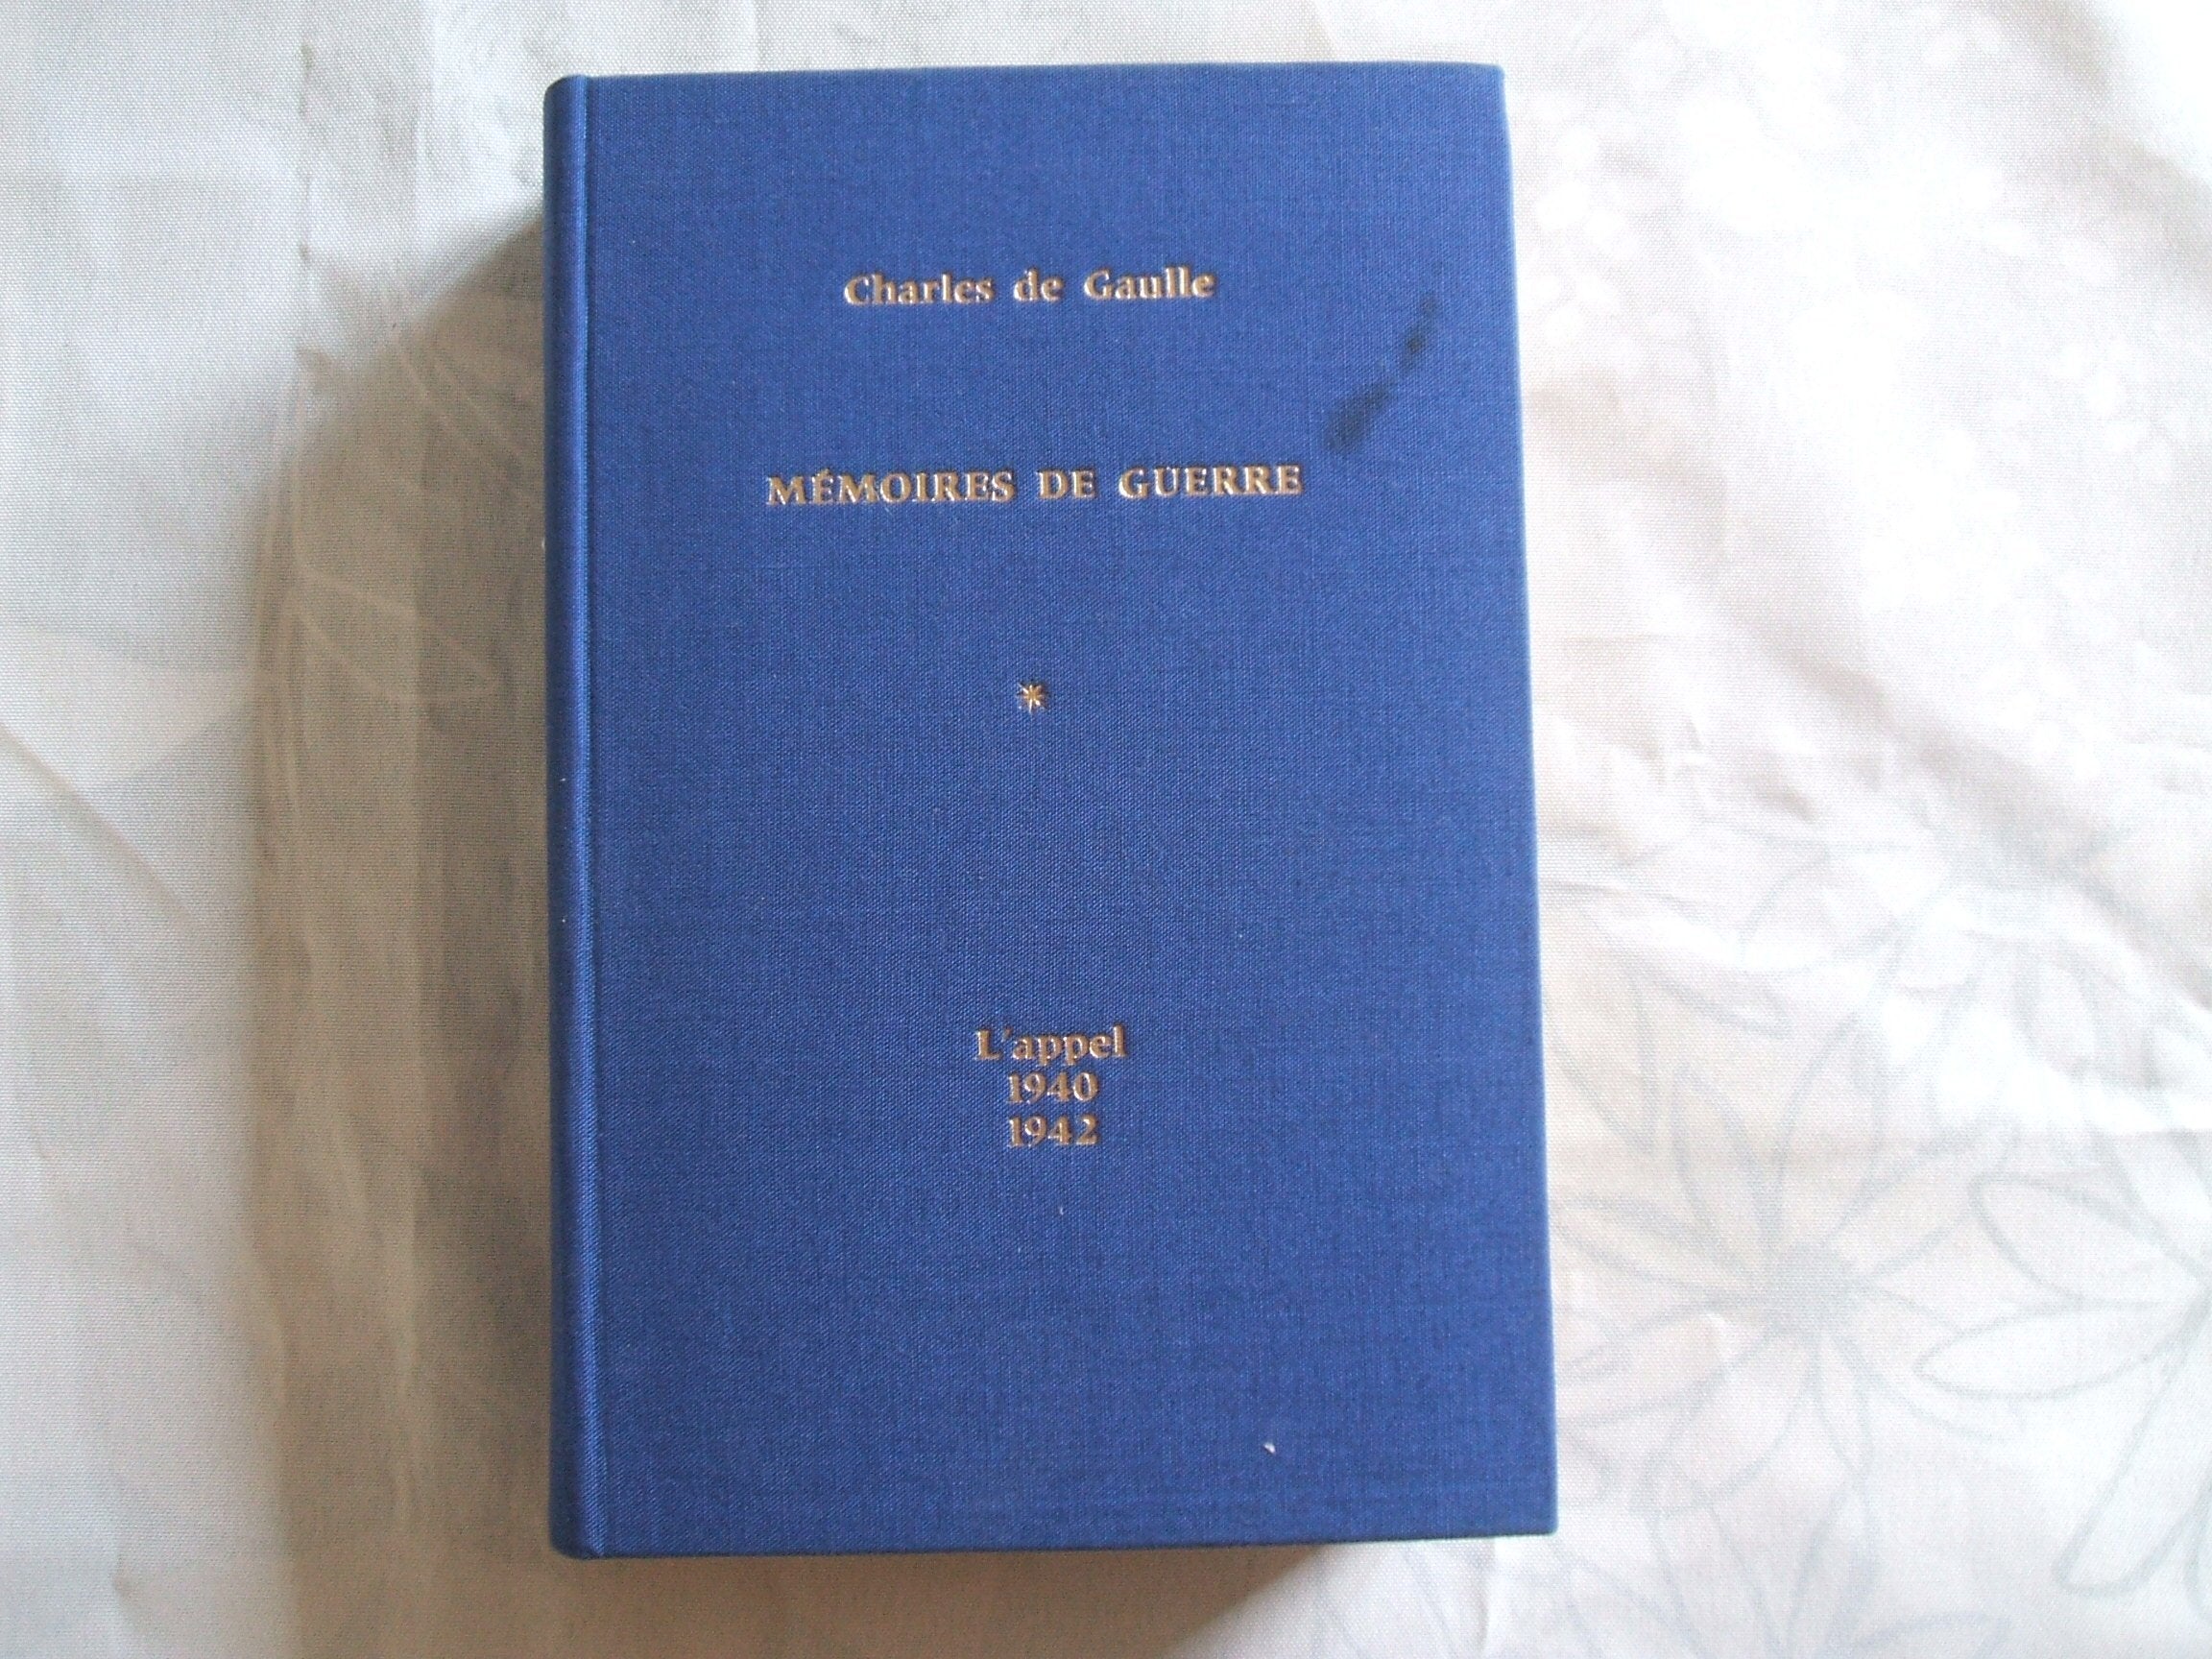 Charles de Gaulle
MÉMOIRES DE GUERRE
*
L'appel
1940
1942